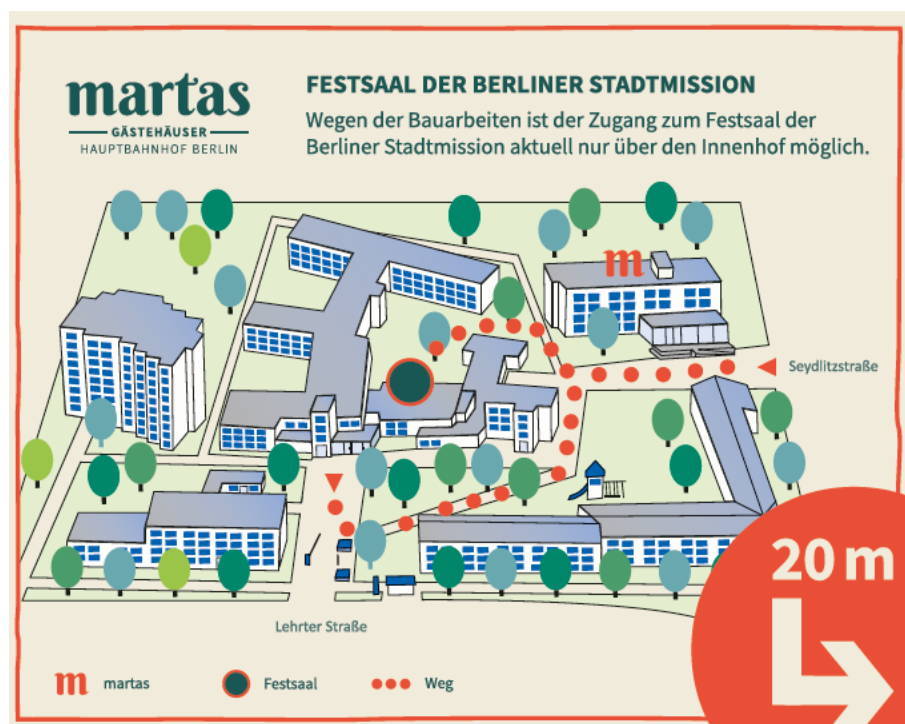 martas
GÄSTEHÄUSER
HAUPTBAHNHOF BERLIN
FESTSAAL DER BERLINER STADTMISSION
Wegen der Bauarbeiten ist der Zugang zum Festsaal der
Berliner Stadtmission aktuell nur über den Innenhof möglich.
m
Seydlitzstraße
20 m
Lehrter Straße
m martas
Festsaal
Weg